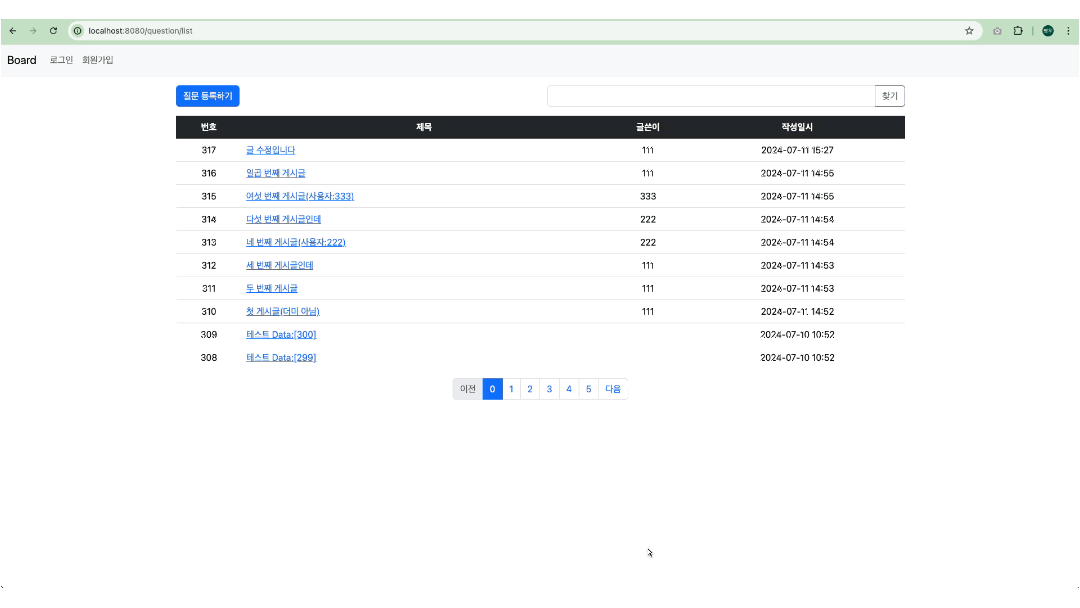 localhost:8080/question/list
Board 로그인 회원가입
질문 등록하기 찾기
번호 제목 글쓴이 작성일시
317 글 수정입니다 111 2024-07-11 15:27
316 일곱 번째 게시글 111 2024-07-11 14:55
315 여섯 번째 게시글(사용자:333) 333 2024-07-11 14:55
314 다섯 번째 게시글인데 222 2024-07-11 14:54
313 네 번째 게시글(사용자:222) 222 2024-07-11 14:54
312 세 번째 게시글인데 111 2024-07-11 14:53
311 두 번째 게시글 111 2024-07-11 14:53
310 첫 게시글(더미 아님) 111 2024-07-11 14:52
309 테스트 Data:[300] 2024-07-10 10:52
308 테스트 Data:[299] 2024-07-10 10:52
이전 0 1 2 3 4 5 다음